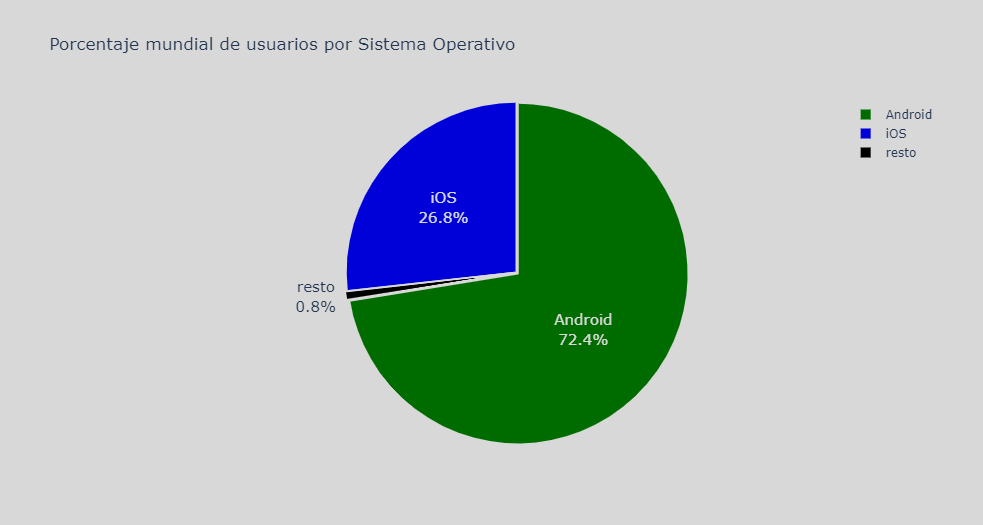 Porcentaje mundial de usuarios por Sistema Operativo
Android
iOS
resto
iOS
26.8%
resto
0.8%
Android
72.4%